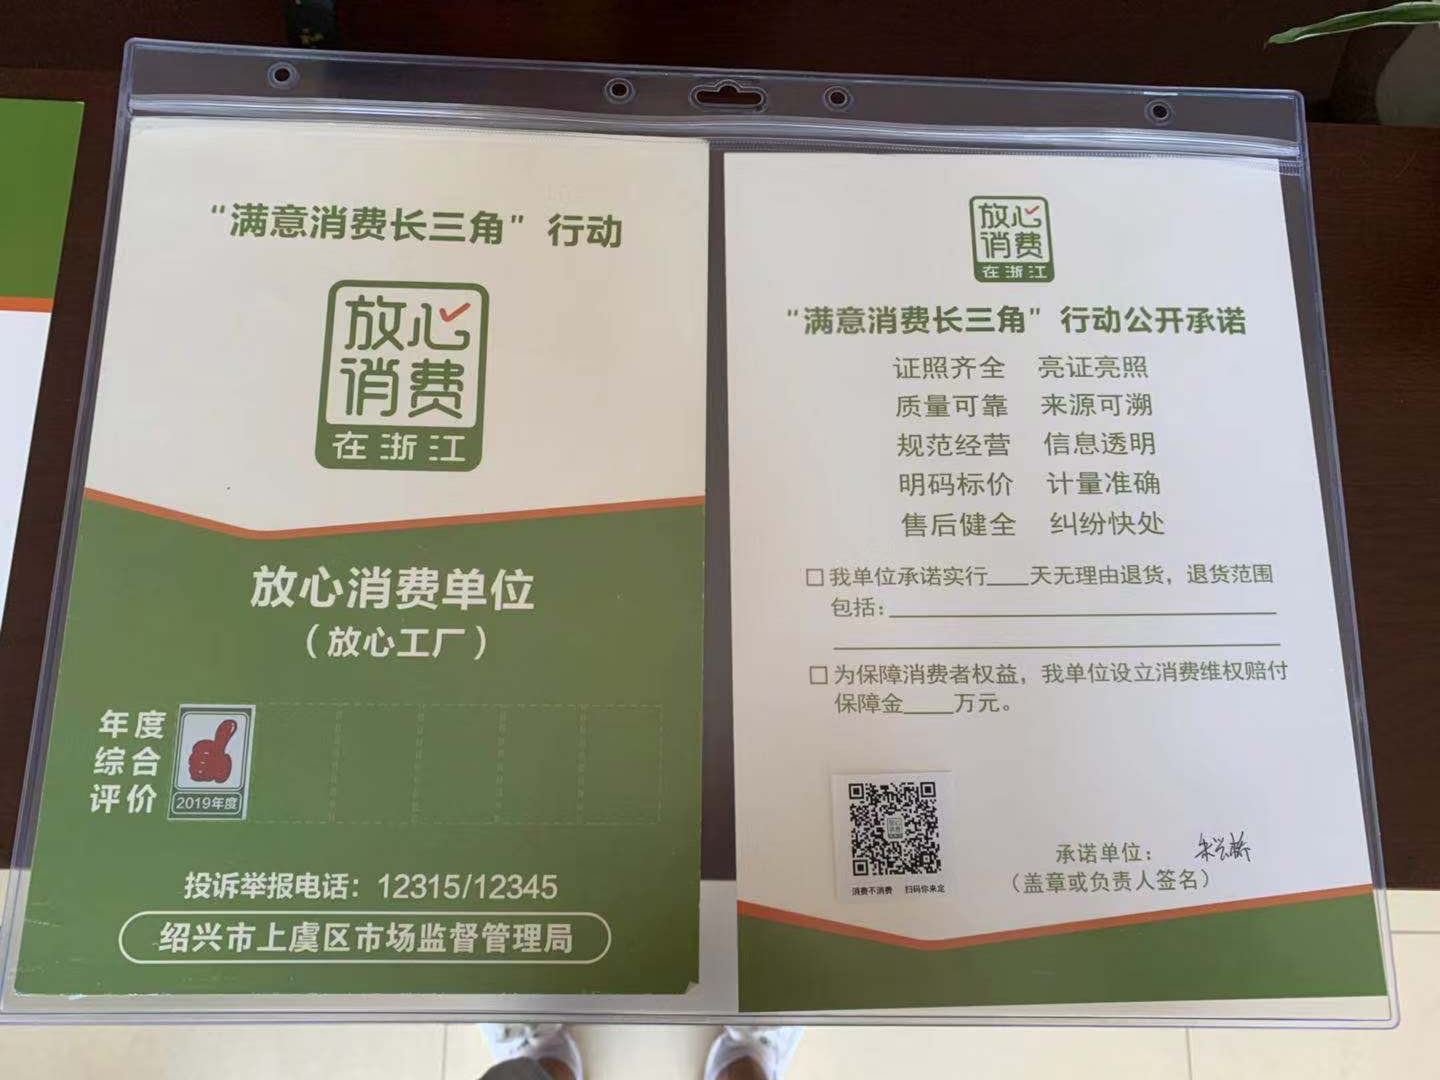 “满意消费长三角”行动
放心
消费
在浙江
放心消费单位
（放心工厂）
年度
综合
评价
2019年度
投诉举报电话：12315/12345
绍兴市上虞区市场监督管理局
放心
消费
在浙江
“满意消费长三角”行动公开承诺
证照齐全 亮证亮照
质量可靠 来源可溯
规范经营 信息透明
明码标价 计量准确
售后健全 纠纷快处
□我单位承诺实行____天无理由退货，退货范围
包括：
□为保障消费者权益，我单位设立消费维权赔付
保障金____万元。
消费不消费 扫码你来定
承诺单位：
（盖章或负责人签名）